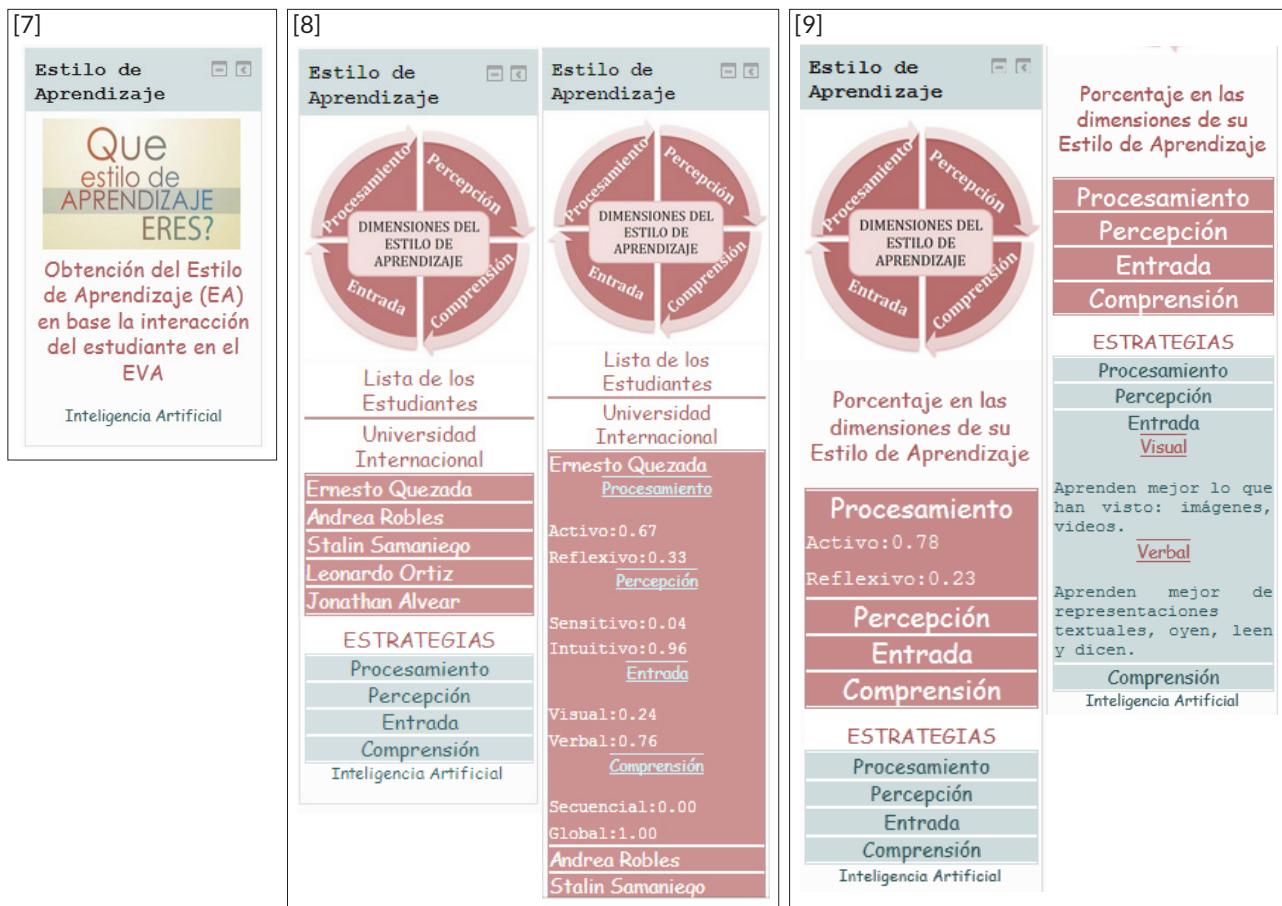 [7]
Estilo de
Aprendizaje
Que
estilo de
APRENDIZAJE
ERES?
Obtención del Estilo
de Aprendizaje (EA)
en base la interacción
del estudiante en el
EVA
Inteligencia Artificial
[8]
Estilo de
Aprendizaje
Procesamiento
Percepción
DIMENSIONES DEL
ESTILO DE
APRENDIZAJE
Entrada
Comprensión
Lista de los
Estudiantes
Universidad
Internacional
Ernesto Quezada
Andrea Robles
Stalin Samaniego
Leonardo Ortiz
Jonathan Alvear
ESTRATEGIAS
Procesamiento
Percepción
Entrada
Comprensión
Inteligencia Artificial
Estilo de
Aprendizaje
Procesamiento
Percepción
DIMENSIONES DEL
ESTILO DE
APRENDIZAJE
Entrada
Comprensión
Lista de los
Estudiantes
Universidad
Internacional
Ernesto Quezada
Procesamiento
Activo:0.67
Reflexivo:0.33
Percepción
Sensitivo:0.04
Intuitivo:0.96
Entrada
Visual:0.24
Verbal:0.76
Comprensión
Secuencial:0.00
Global:1.00
Andrea Robles
Stalin Samaniego
[9]
Estilo de
Aprendizaje
Procesamiento
Percepción
DIMENSIONES DEL
ESTILO DE
APRENDIZAJE
Entrada
Comprensión
Porcentaje en las
dimensiones de su
Estilo de Aprendizaje
Procesamiento
Activo:0.78
Reflexivo:0.23
Percepción
Entrada
Comprensión
ESTRATEGIAS
Procesamiento
Percepción
Entrada
Comprensión
Inteligencia Artificial
Porcentaje en las
dimensiones de su
Estilo de Aprendizaje
Procesamiento
Percepción
Entrada
Comprensión
ESTRATEGIAS
Procesamiento
Percepción
Entrada
Visual
Aprenden mejor lo que
han visto: imágenes,
videos.
Verbal
Aprenden mejor de
representaciones
textuales, oyen, leen
y dicen.
Comprensión
Inteligencia Artificial